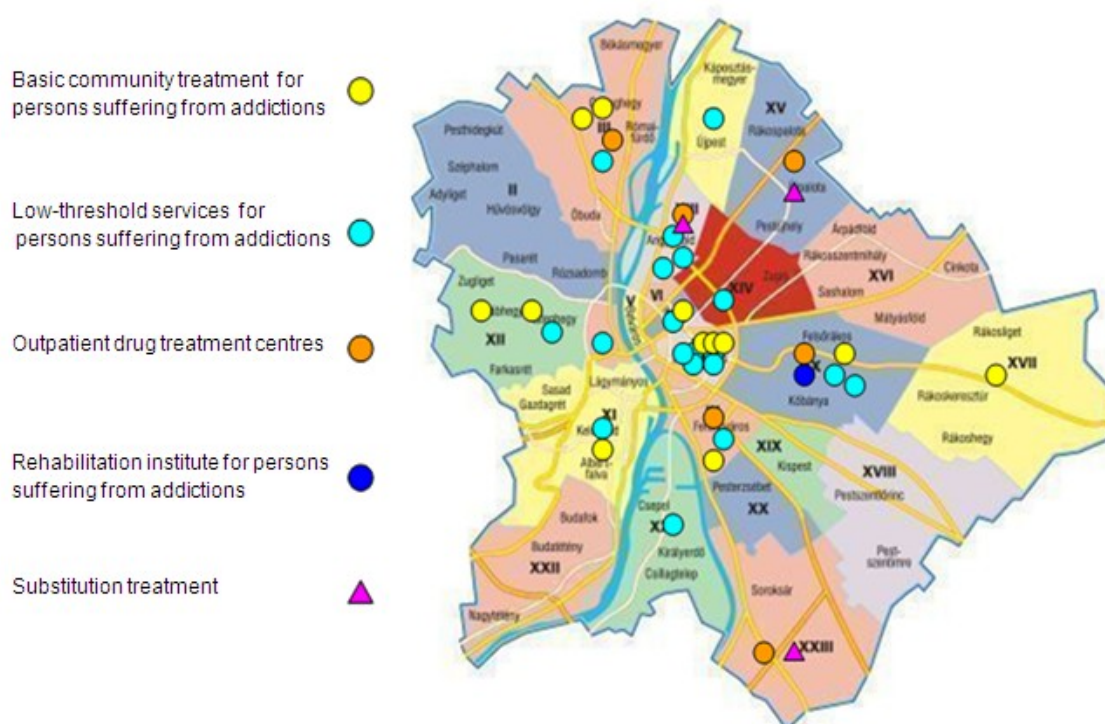 Basic community treatment for
persons suffering from addictions
Low-threshold services for
persons suffering from addictions
Outpatient drug treatment centres
Rehabilitation institute for persons
suffering from addictions
Substitution treatment
Békásmegyer
III
Római-
fürdő
Óbuda
Pesthidegkút
Széphalom
Adyliget
II
Hűvösvölgy
Pasarét
Rózsadomb
Káposztás-
megyer
Újpest
XV
Rákospalota
Pestújhely
Árpádföld
Rákosszentmihály
Cinkota
XVI
Sashalom
Mátyásföld
XIV
Zugló
V
VI
Zugliget
XII
Farkasrét
Sasad
Gazdagrét
Lágymányos
XI
Felsőrákos
Kőbánya
Rákosliget
XVII
Rákoskeresztúr
Rákoshegy
XIX
Kispest
XVIII
Pestszentlőrinc
Pest-
szentimre
Pesterzsébet
XX
Csepel
Királyerdő
Csillagtelep
Budafok
Budatétény
XXII
Nagytétény
Soroksár
XXIII